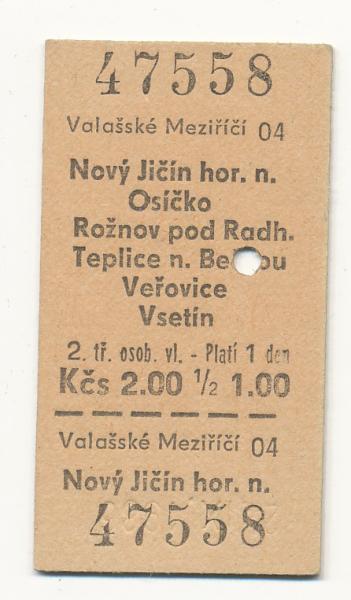 47558
Valašské Meziříčí 04
Nový Jičín hor. n.
Osíčko
Rožnov pod Radh.
Teplice n.
Veřovice
Vsetín
2. tř. osob. vl. - Platí 1 den
Kčs 2.00 ½ 1.00
Valašské Meziříčí 04
Nový Jičín hor. n.
47558